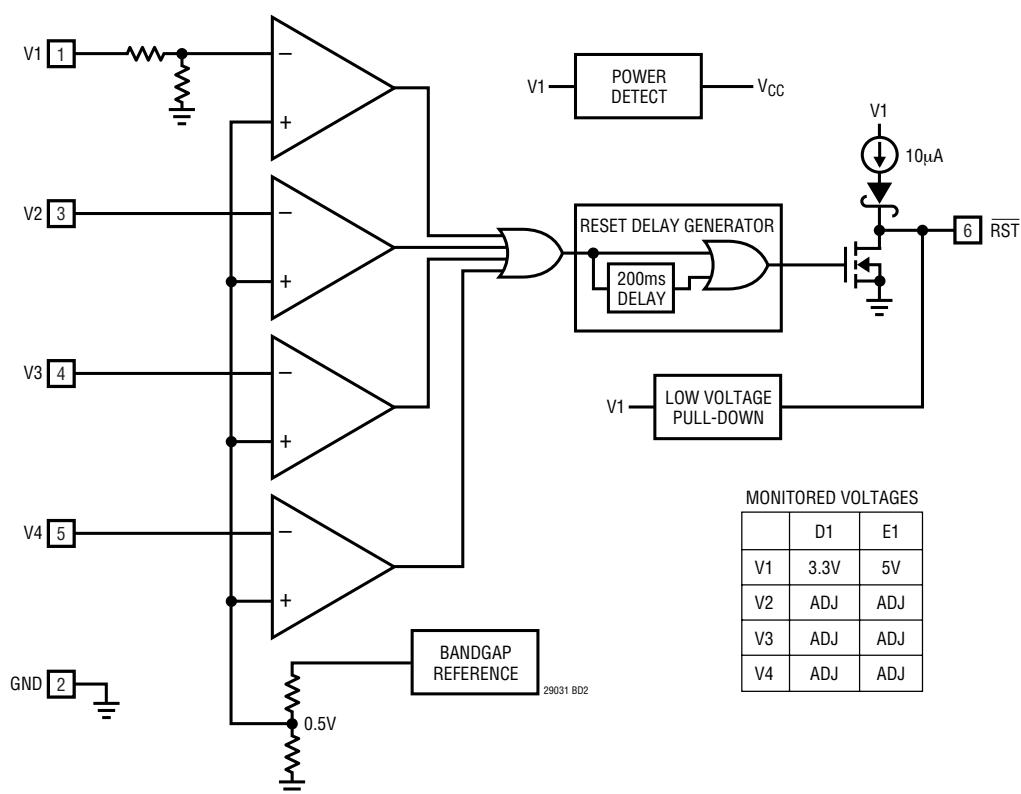 V1 1
−
+
POWER
DETECT
V1
VCC
V1
10µA
V2 3
−
+
RESET DELAY GENERATOR
200ms
DELAY
6 R̅S̅T̅
V3 4
−
+
V1
LOW VOLTAGE
PULL-DOWN
V4 5
−
+
MONITORED VOLTAGES
D1 E1
V1 3.3V 5V
V2 ADJ ADJ
V3 ADJ ADJ
V4 ADJ ADJ
BANDGAP
REFERENCE
29031 BD2
GND 2
0.5V